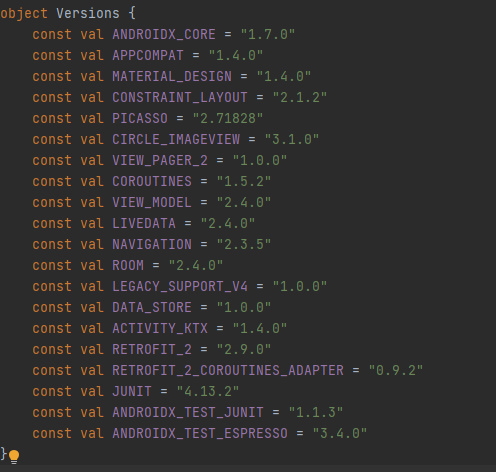 object Versions {
    const val ANDROIDX_CORE = "1.7.0"
    const val APPCOMPAT = "1.4.0"
    const val MATERIAL_DESIGN = "1.4.0"
    const val CONSTRAINT_LAYOUT = "2.1.2"
    const val PICASSO = "2.71828"
    const val CIRCLE_IMAGEVIEW = "3.1.0"
    const val VIEW_PAGER_2 = "1.0.0"
    const val COROUTINES = "1.5.2"
    const val VIEW_MODEL = "2.4.0"
    const val LIVEDATA = "2.4.0"
    const val NAVIGATION = "2.3.5"
    const val ROOM = "2.4.0"
    const val LEGACY_SUPPORT_V4 = "1.0.0"
    const val DATA_STORE = "1.0.0"
    const val ACTIVITY_KTX = "1.4.0"
    const val RETROFIT_2 = "2.9.0"
    const val RETROFIT_2_COROUTINES_ADAPTER = "0.9.2"
    const val JUNIT = "4.13.2"
    const val ANDROIDX_TEST_JUNIT = "1.1.3"
    const val ANDROIDX_TEST_ESPRESSO = "3.4.0"
}